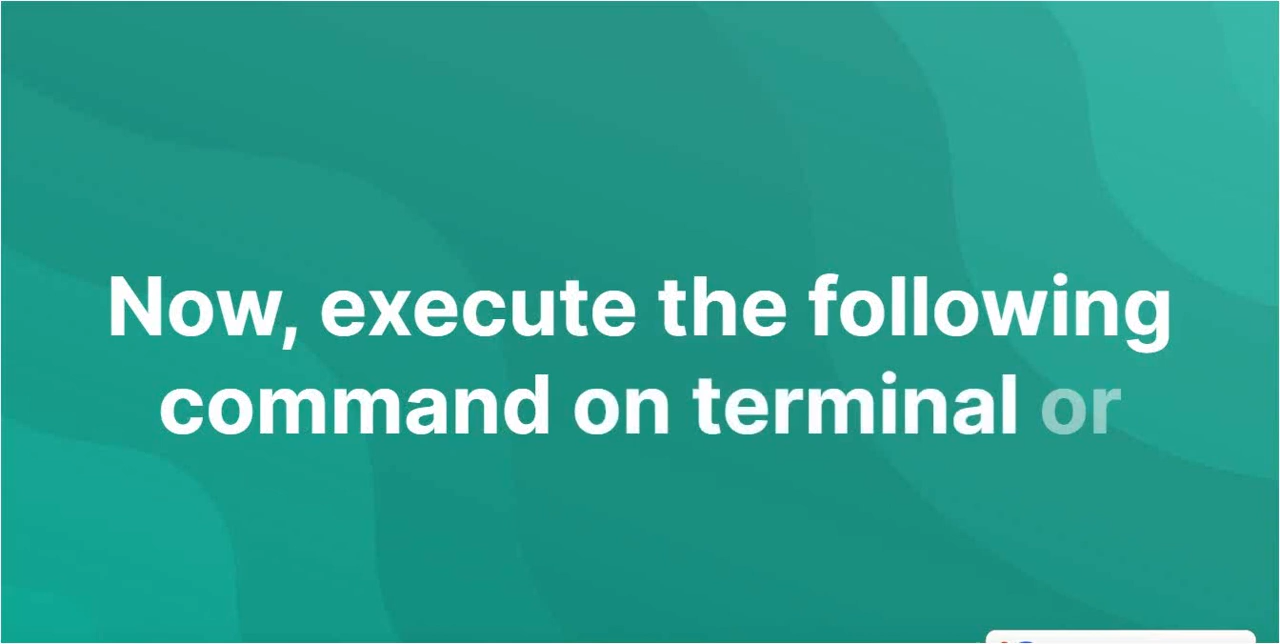 Now, execute the following
command on terminal or